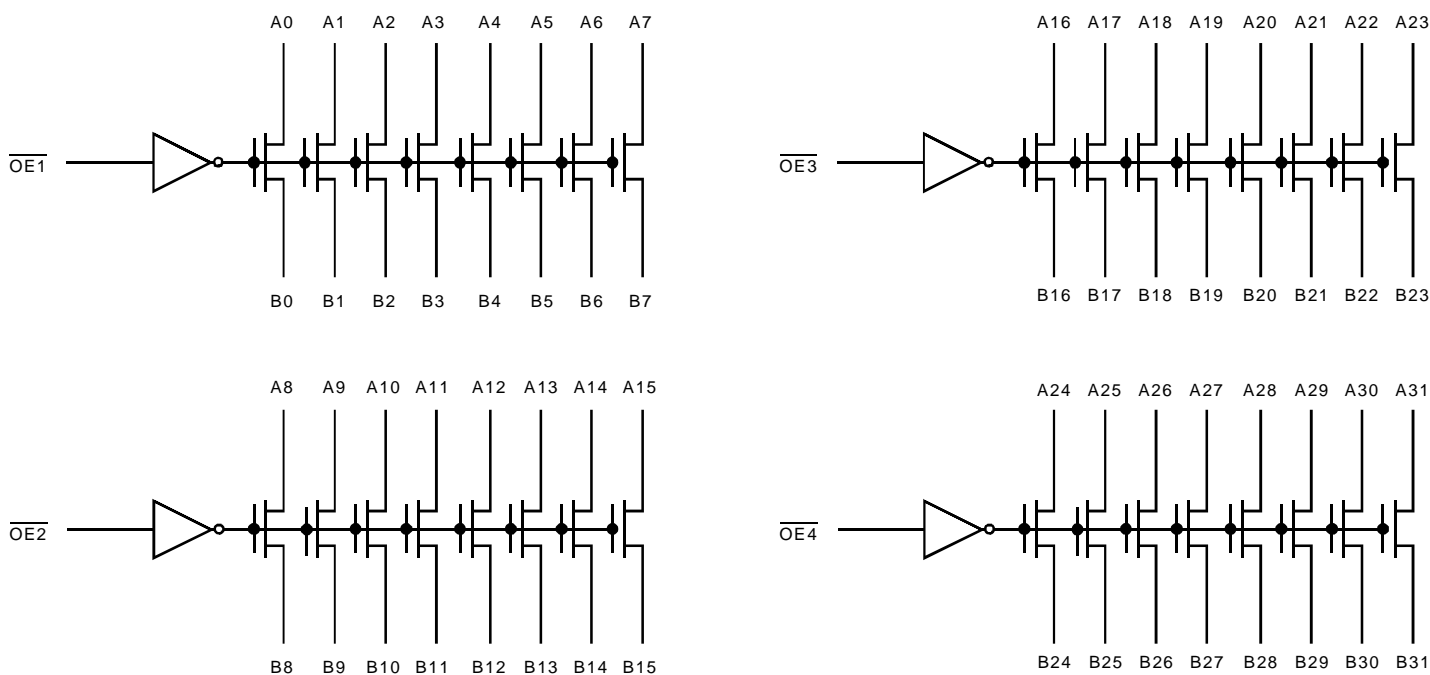 A0 A1 A2 A3 A4 A5 A6 A7
OE1
B0 B1 B2 B3 B4 B5 B6 B7
A16 A17 A18 A19 A20 A21 A22 A23
OE3
B16 B17 B18 B19 B20 B21 B22 B23
A8 A9 A10 A11 A12 A13 A14 A15
OE2
B8 B9 B10 B11 B12 B13 B14 B15
A24 A25 A26 A27 A28 A29 A30 A31
OE4
B24 B25 B26 B27 B28 B29 B30 B31